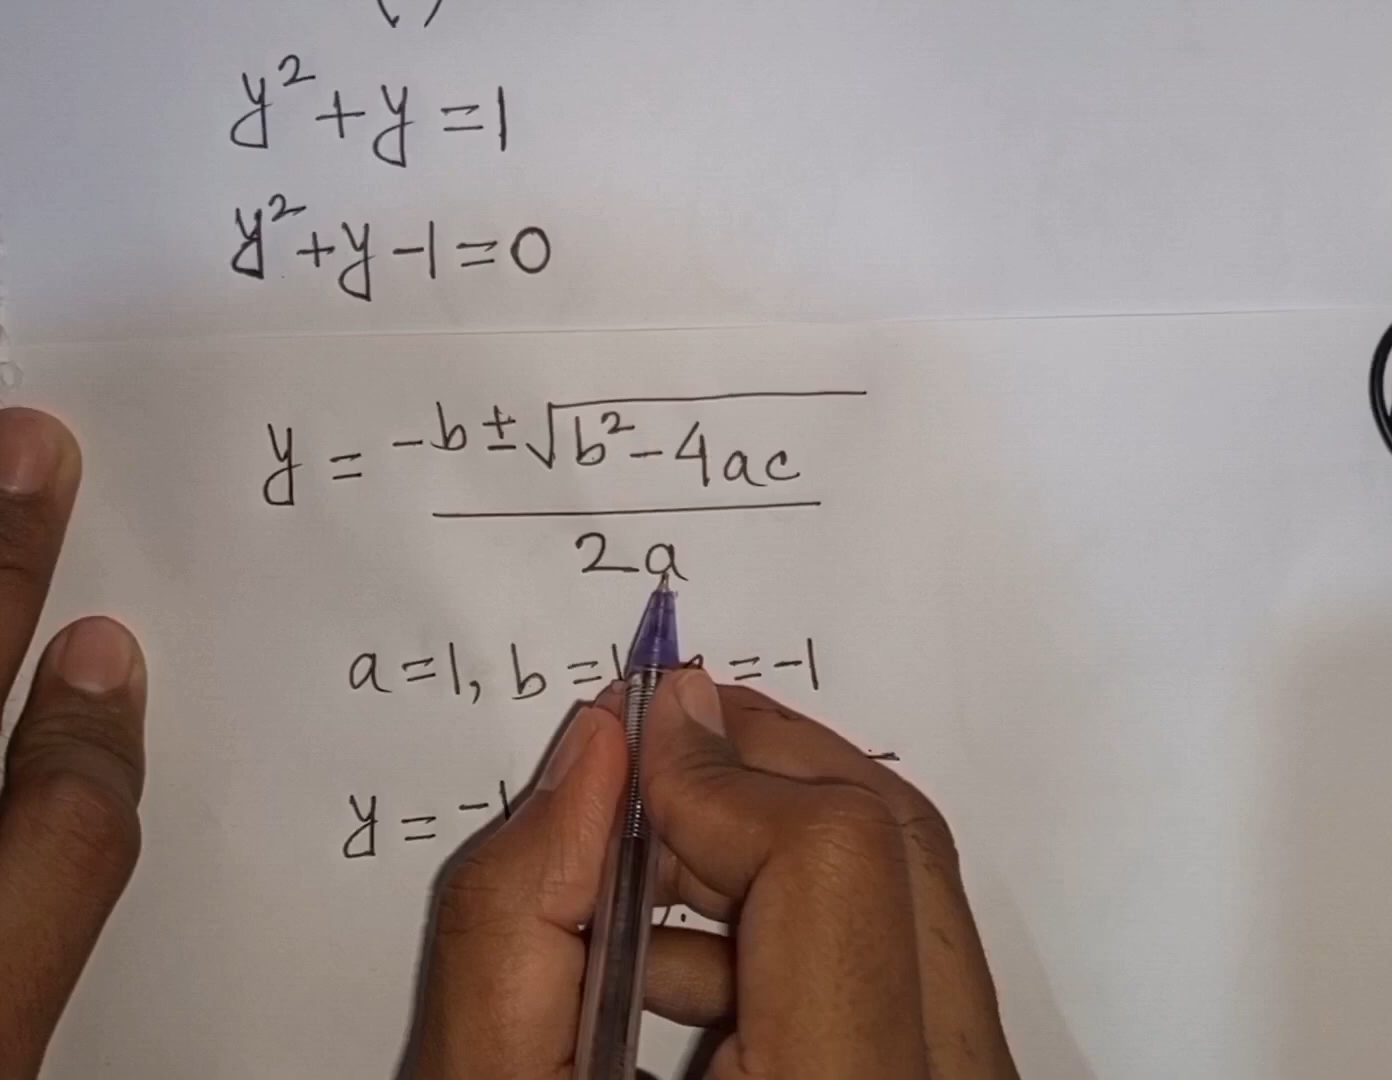 y² + y = 1
y² + y - 1 = 0
y = -b ± √b² - 4ac
2a
a = 1, b = 1 = -1
y = -1